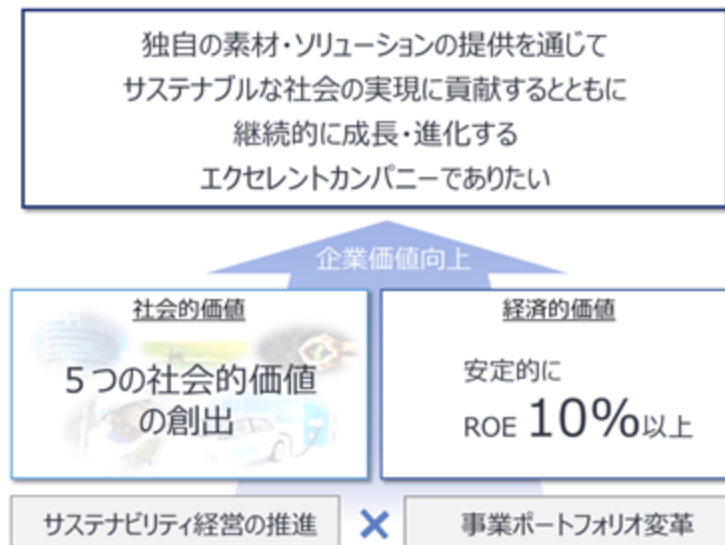 独自の素材・ソリューションの提供を通じて
サステナブルな社会の実現に貢献するとともに
継続的に成長・進化する
エクセレントカンパニーでありたい
企業価値向上
社会的価値
5つの社会的価値
の創出
経済的価値
安定的に
ROE 10%以上
サステナビリティ経営の推進 × 事業ポートフォリオ変革